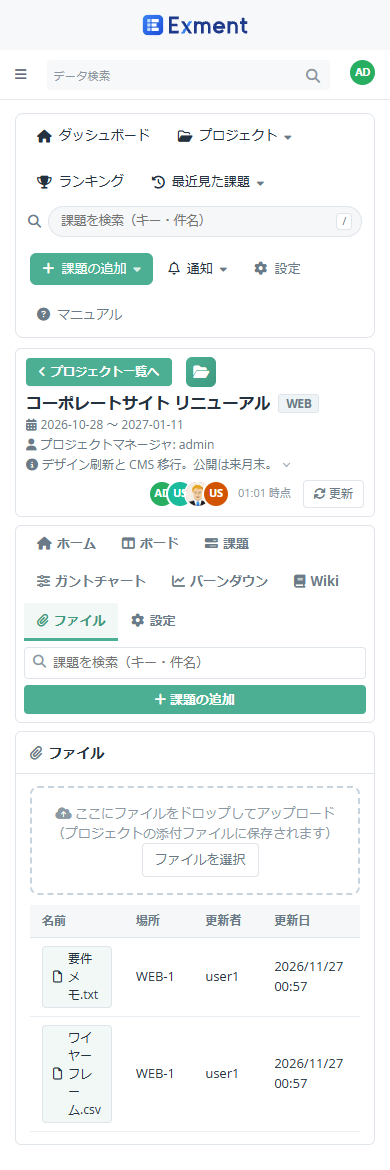 Exment
データ検索
AD
ダッシュボード
プロジェクト
ランキング
最近見た課題
課題を検索（キー・件名）
/
課題の追加
通知
設定
マニュアル
プロジェクト一覧へ
コーポレートサイト リニューアル
WEB
2026-10-28 ～ 2027-01-11
プロジェクトマネージャ: admin
デザイン刷新と CMS 移行。公開は来月末。
AD
US
US
01:01 時点
更新
ホーム
ボード
課題
ガントチャート
バーンダウン
Wiki
ファイル
設定
課題を検索（キー・件名）
課題の追加
ファイル
ここにファイルをドロップしてアップロード
（プロジェクトの添付ファイルに保存されます）
ファイルを選択
名前 場所 更新者 更新日
要件
メ
モ.txt
WEB-1
user1
2026/11/27
00:57
ワイ
ヤー
フレ
ー
ム.csv
WEB-1
user1
2026/11/27
00:57